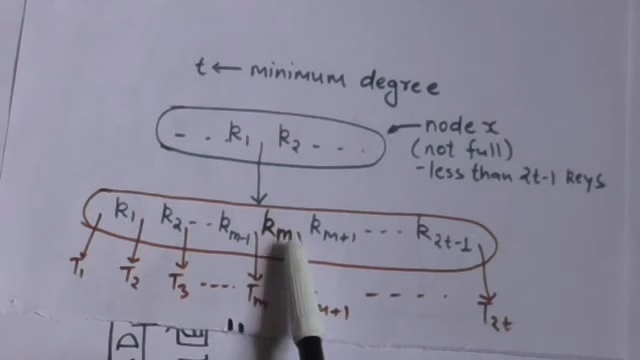 t ← minimum degree
- . . k₁ k₂ . . .
node x
(not full)
- less than 2t-1 keys
k₁ k₂ . . kₘ₋₁ kₘ kₘ₊₁ . . . k₂ₜ₋₁
T₁ T₂ T₃ . . . . Tₘ ₘ₊₁ - - . . . T₂ₜ